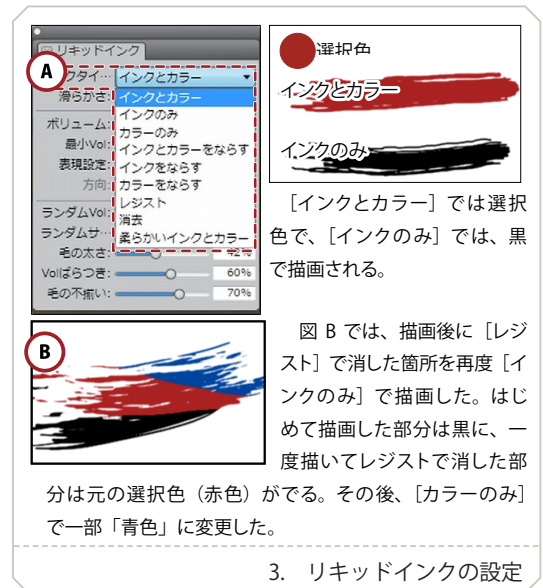 リキッドインク
A
クタイ… インクとカラー
滑らかさ:
インクとカラー
インクのみ
カラーのみ
インクとカラーをならす
インクをならす
カラーをならす
レジスト
消去
柔らかいインクとカラー
ボリューム:
最小Vol:
表現設定:
方向:
ランダムVol:
ランダムサ…
42%
毛の太さ:
Volばらつき: 60%
毛の不揃い: 70%
選択色
インクとカラー
インクのみ
［インクとカラー］では選択
色で、［インクのみ］では、黒
で描画される。
B
図 B では、描画後に［レジ
スト］で消した箇所を再度［イ
ンクのみ］で描画した。はじ
めて描画した部分は黒に、一
度描いてレジストで消した部
分は元の選択色（赤色）がでる。その後、［カラーのみ］
で一部「青色」に変更した。
3. リキッドインクの設定